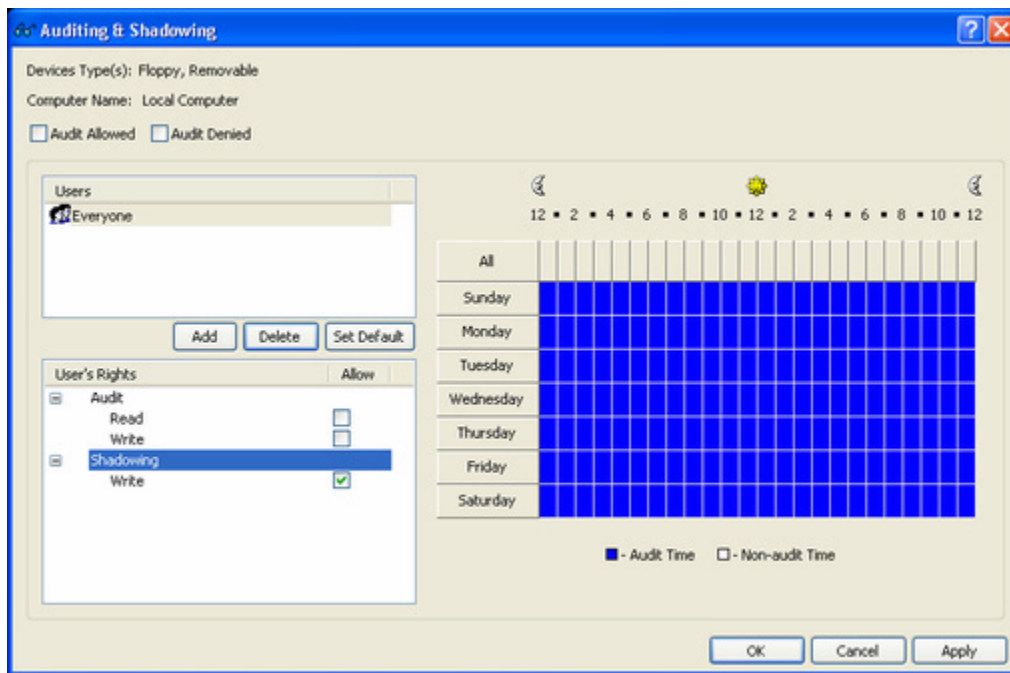 Auditing & Shadowing
Devices Type(s): Floppy, Removable
Computer Name: Local Computer
Audit Allowed Audit Denied
Users
Everyone
Add Delete Set Default
User's Rights Allow
Audit
Read
Write
Shadowing
Write
12 • 2 • 4 • 6 • 8 • 10 • 12 • 2 • 4 • 6 • 8 • 10 • 12
All
Sunday
Monday
Tuesday
Wednesday
Thursday
Friday
Saturday
- Audit Time - Non-audit Time
OK Cancel Apply